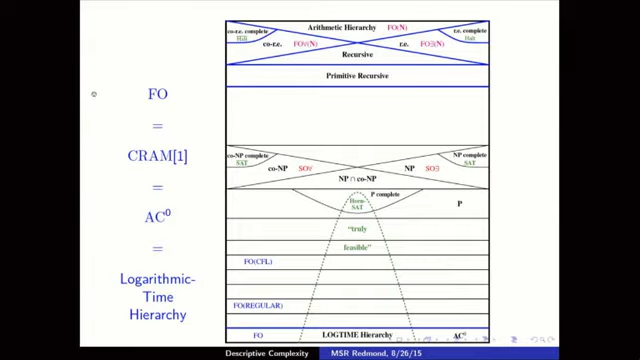 FO
=
CRAM[1]
=
AC⁰
=
Logarithmic-
Time
Hierarchy
Arithmetic Hierarchy FO(N)
co-r.e. complete
Halt
r.e. complete
Halt
co-r.e. FO∀(N)
r.e. FO∃(N)
Recursive
Primitive Recursive
co-NP complete
SAT
NP complete
SAT
co-NP SO∀
NP SO∃
NP ∩ co-NP
P complete
Horn-
SAT
P
"truly
feasible"
FO(CFL)
FO(REGULAR)
FO LOGTIME Hierarchy AC⁰
Descriptive Complexity MSR Redmond, 8/26/15